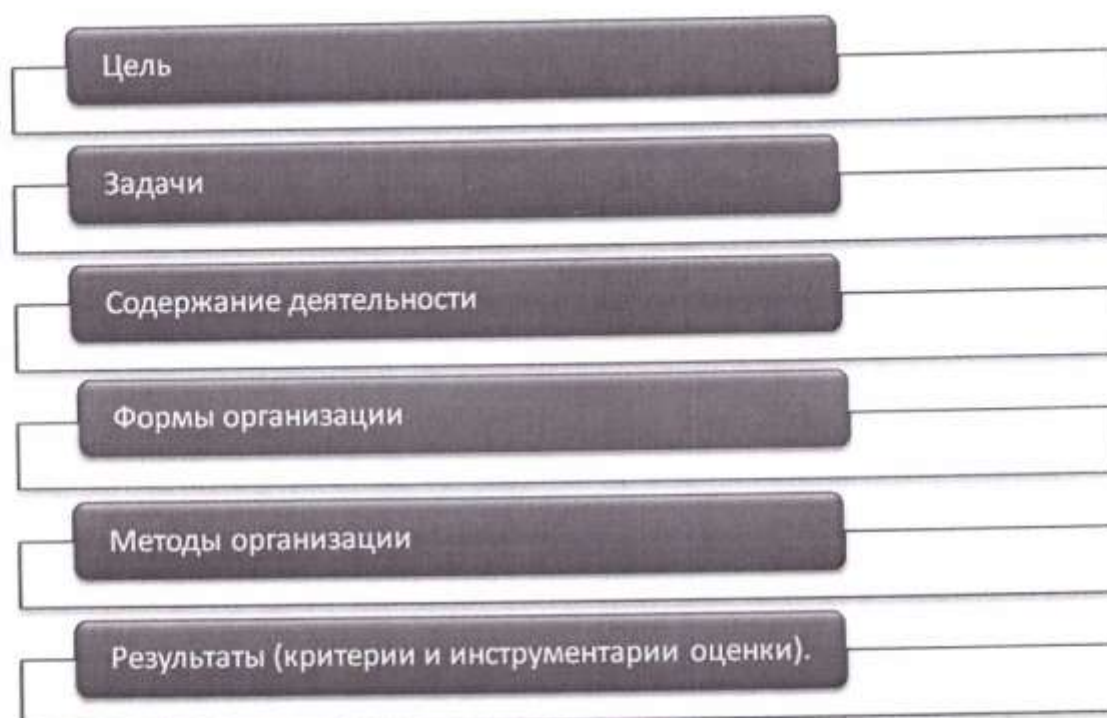 Цель
Задачи
Содержание деятельности
Формы организации
Методы организации
Результаты (критерии и инструментарии оценки).